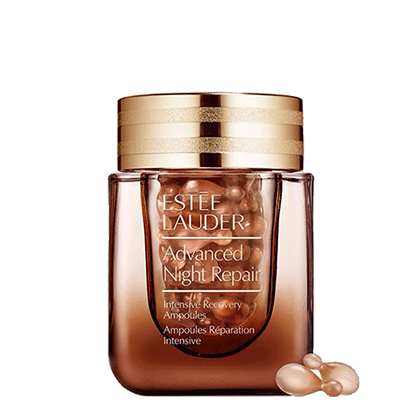 ESTĒE
LAUDER
Advanced
Night Repair
Intensive Recovery
Ampoules
Ampoules Réparation
Intensive